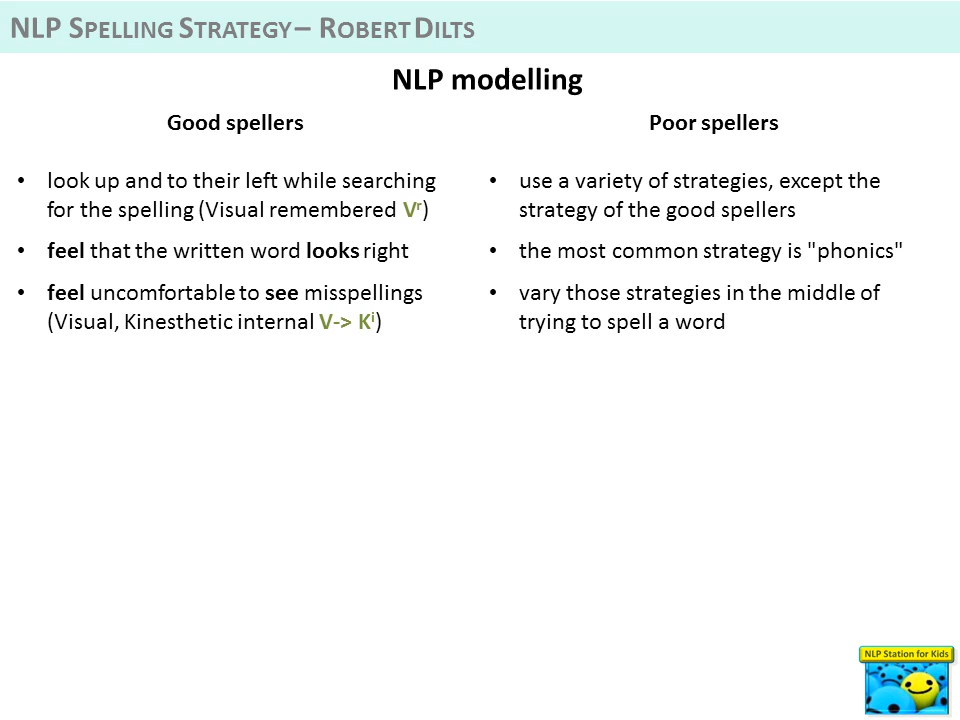 NLP SPELLING STRATEGY – ROBERT DILTS
NLP modelling
Good spellers
• look up and to their left while searching
for the spelling (Visual remembered Vʳ)
• feel that the written word looks right
• feel uncomfortable to see misspellings
(Visual, Kinesthetic internal V-> Kⁱ)
Poor spellers
• use a variety of strategies, except the
strategy of the good spellers
• the most common strategy is "phonics"
• vary those strategies in the middle of
trying to spell a word
NLP Station for Kids